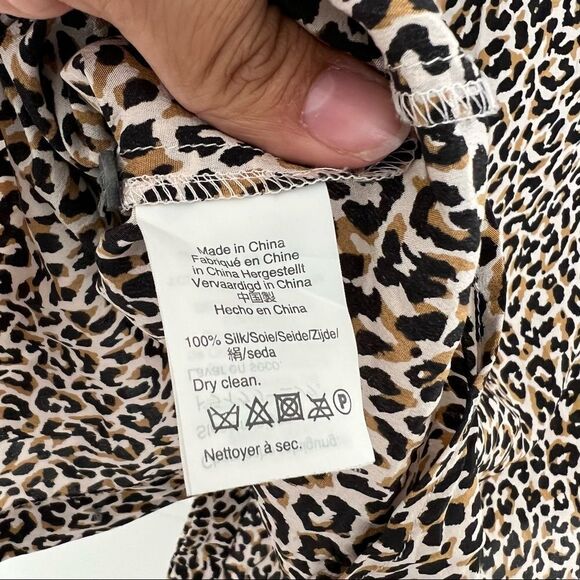 Made in China
Fabriqué en Chine
in China Hergestellt
Vervaardigd in China
中国製
Hecho en China
100% Silk/Soie/Seide/Zijde/
絹/seda
Dry clean.
P
Nettoyer à sec.